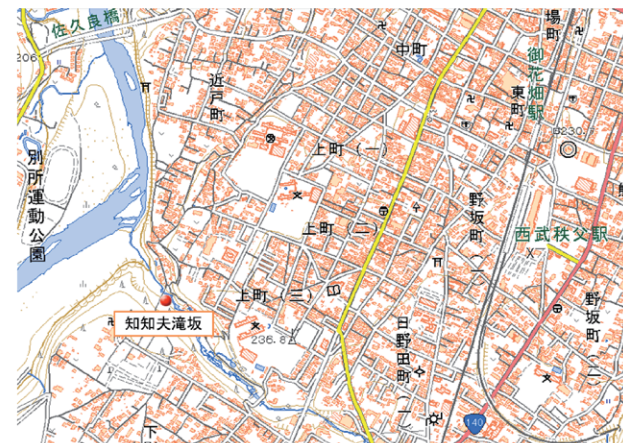 佐久良橋
206
別所運動公園
近戸町
中町
場町
御花畑駅
東町
上町(一)
上町(二)
上町(三)
野坂町(一)
西武秩父駅
野坂町(二)
日野田町(一)
知知夫滝坂
236.8
140
下